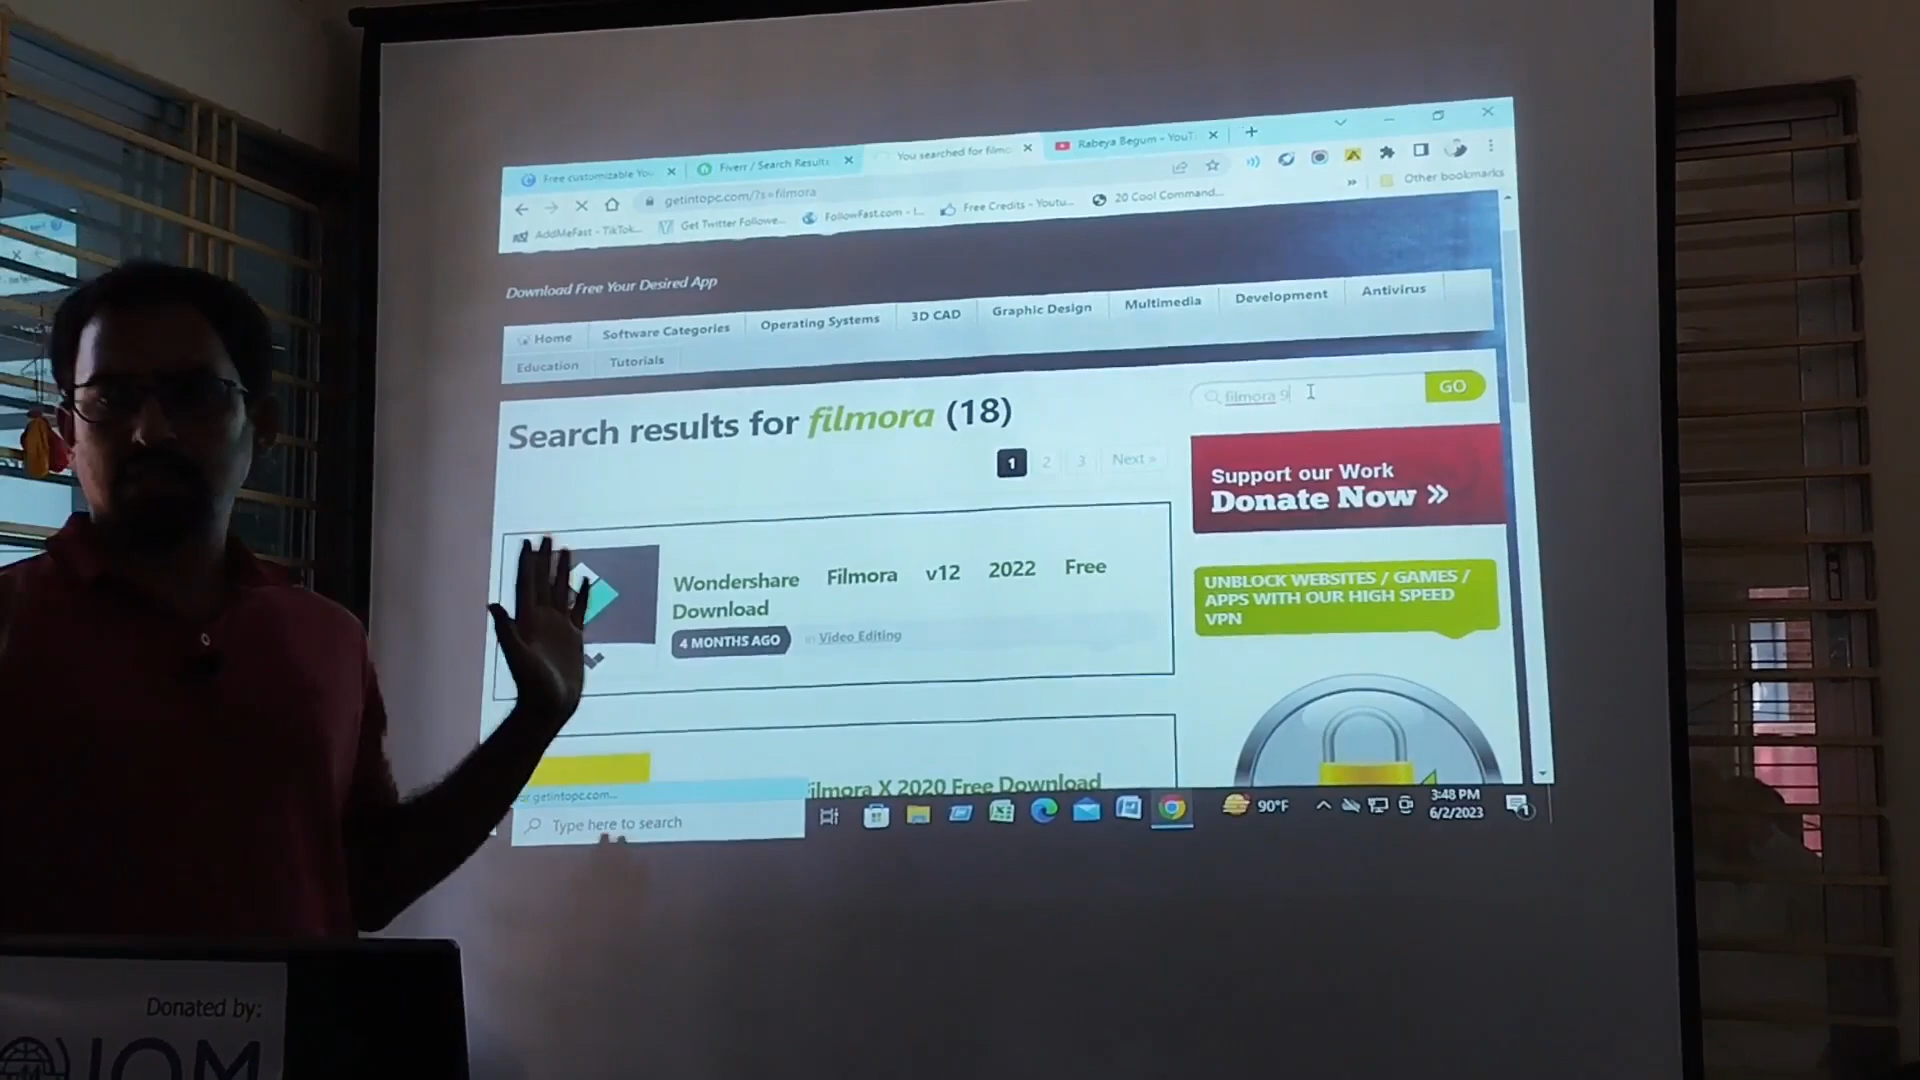 Free customizable You
Fiverr / Search Results
You searched for filmo
Rabeya Begum - YouT
getintopc.com/?s=filmora
Other bookmarks
AddMeFast - TikTok...
Get Twitter Followe...
FollowFast.com - I...
Free Credits - Youtu...
20 Cool Command...
Download Free Your Desired App
Home
Software Categories
Operating Systems
3D CAD
Graphic Design
Multimedia
Development
Antivirus
Education
Tutorials
Search results for filmora (18)
filmora 9
GO
1
2
3
Next »
Support our Work
Donate Now »
Wondershare Filmora v12 2022 Free
Download
4 MONTHS AGO
in Video Editing
UNBLOCK WEBSITES / GAMES /
APPS WITH OUR HIGH SPEED
VPN
ilmora X 2020 Free Download
or getintopc.com...
Type here to search
90°F
3:48 PM
6/2/2023
Donated by:
IOM